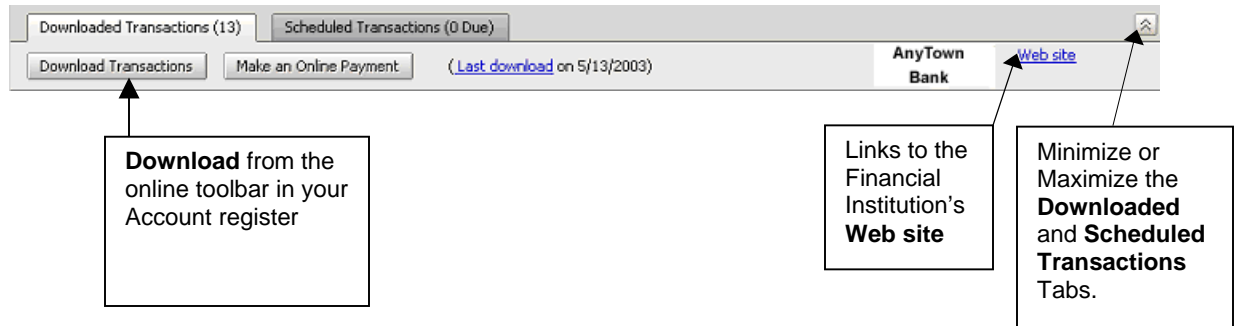 Downloaded Transactions (13) Scheduled Transactions (0 Due)
Download Transactions Make an Online Payment ( Last download on 5/13/2003) AnyTown Web site
Bank
Download from the
online toolbar in your
Account register
Links to the
Financial
Institution's
Web site
Minimize or
Maximize the
Downloaded
and Scheduled
Transactions
Tabs.